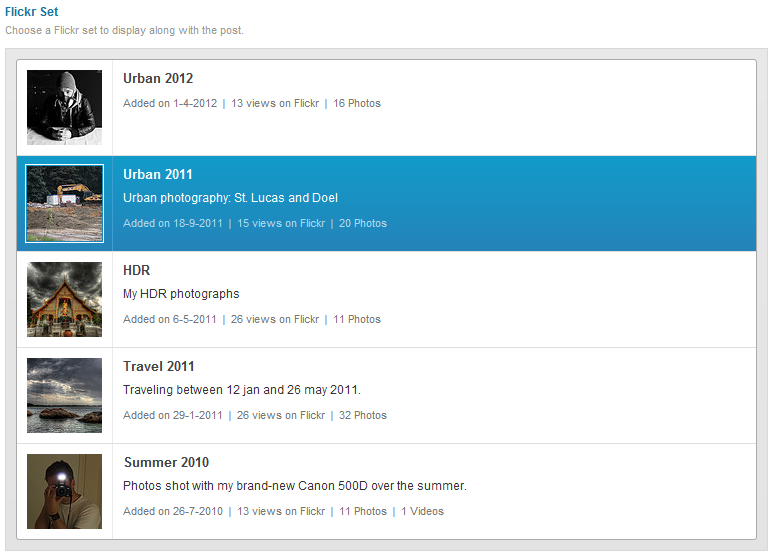 Flickr Set
Choose a Flickr set to display along with the post.
Urban 2012
Added on 1-4-2012 | 13 views on Flickr | 16 Photos
Urban 2011
Urban photography: St. Lucas and Doel
Added on 18-9-2011 | 15 views on Flickr | 20 Photos
HDR
My HDR photographs
Added on 6-5-2011 | 26 views on Flickr | 11 Photos
Travel 2011
Traveling between 12 jan and 26 may 2011.
Added on 29-1-2011 | 26 views on Flickr | 32 Photos
Summer 2010
Photos shot with my brand-new Canon 500D over the summer.
Added on 26-7-2010 | 13 views on Flickr | 11 Photos | 1 Videos